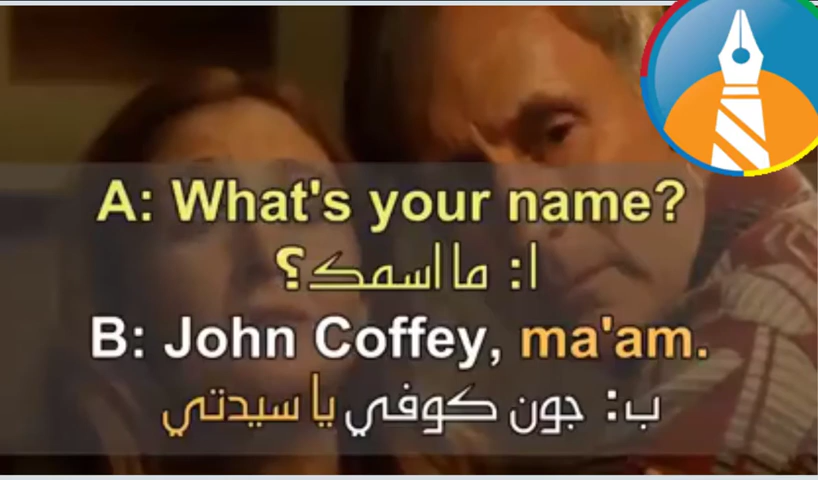 A: What's your name?
ا: ما اسمك؟
B: John Coffey, ma'am.
ب: جون كوفي يا سيدتي